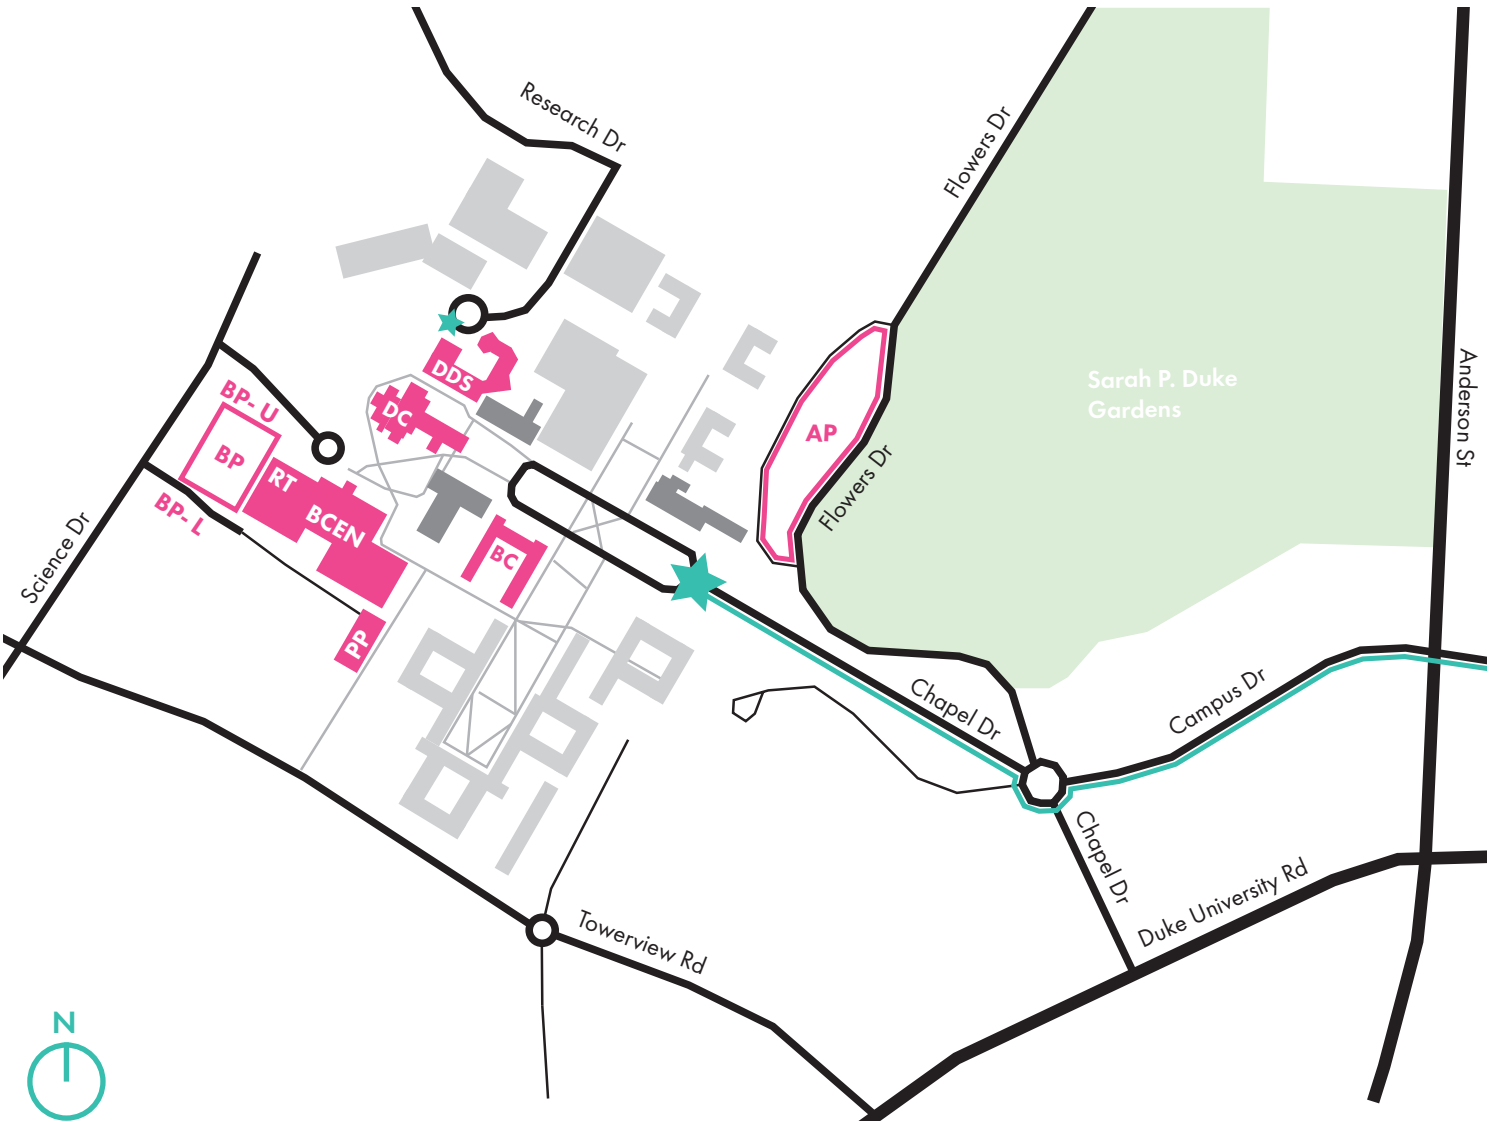 Research Dr
Flowers Dr
Sarah P. Duke
Gardens
Anderson St
DDS
BP- U
DC
AP
BP
RT
Flowers Dr
BP- L
BCEN
BC
Science Dr
PP
Chapel Dr
Campus Dr
Chapel Dr
Duke University Rd
Towerview Rd
N